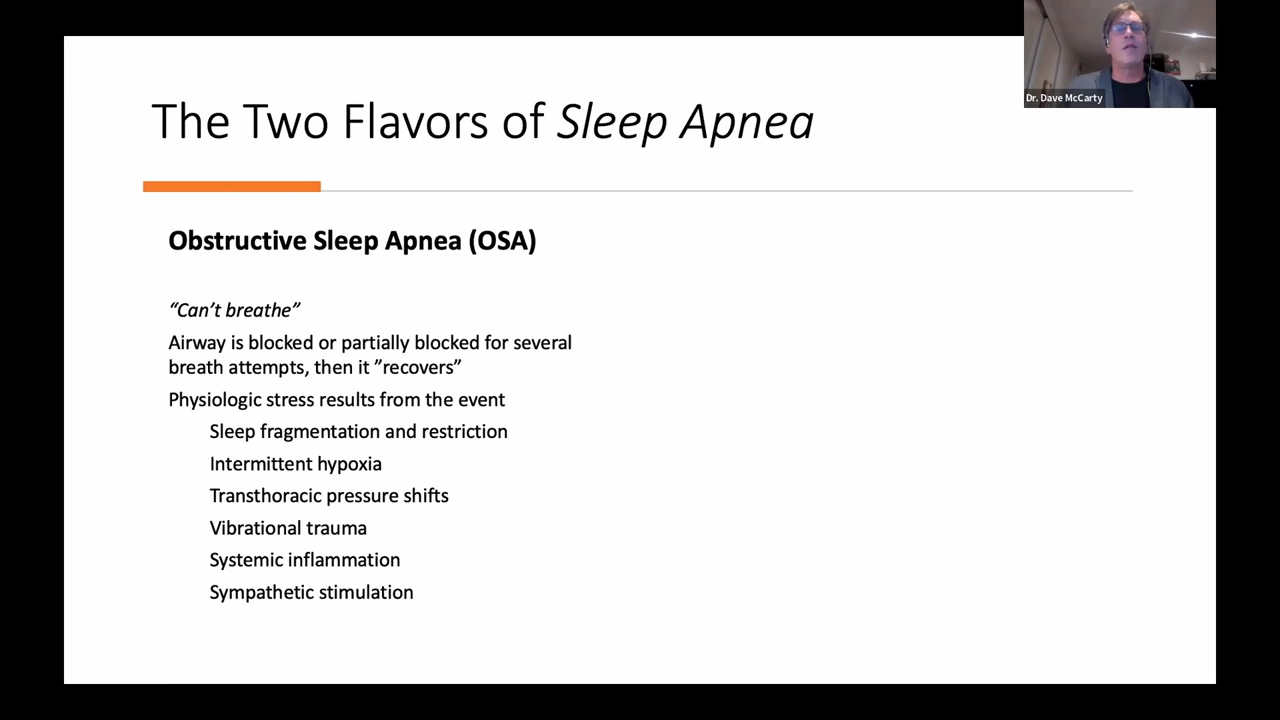 Dr. Dave McCarty
The Two Flavors of Sleep Apnea
Obstructive Sleep Apnea (OSA)
“Can’t breathe”
Airway is blocked or partially blocked for several
breath attempts, then it ”recovers”
Physiologic stress results from the event
Sleep fragmentation and restriction
Intermittent hypoxia
Transthoracic pressure shifts
Vibrational trauma
Systemic inflammation
Sympathetic stimulation